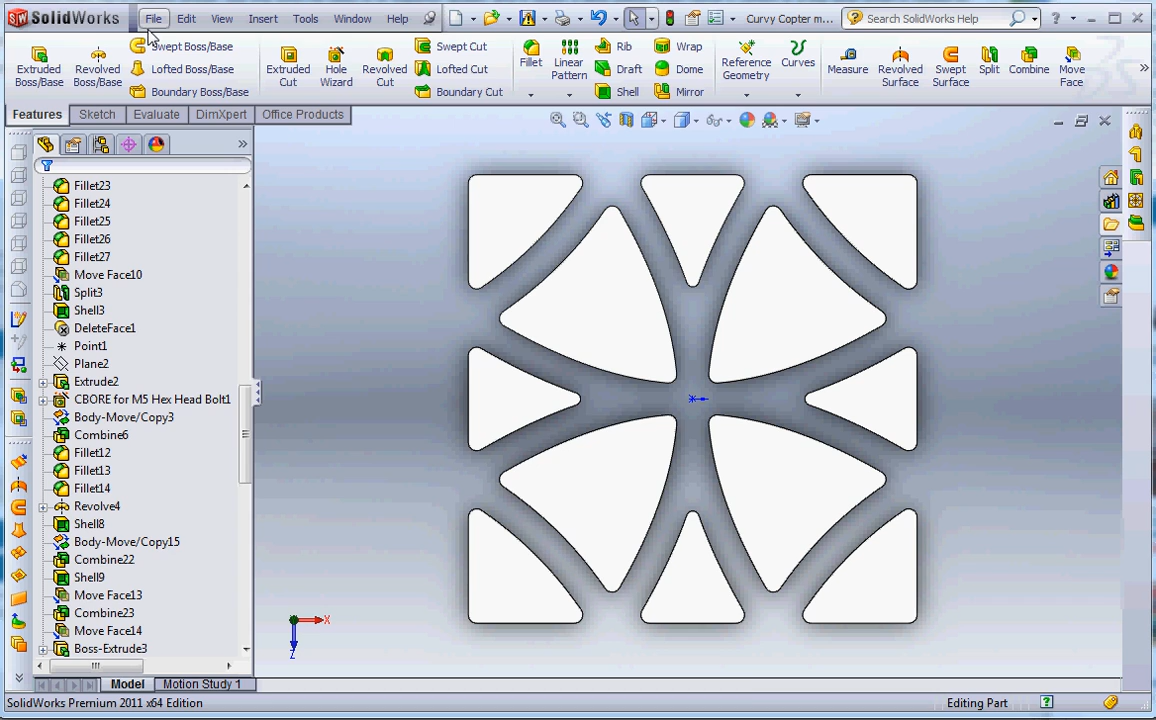 SolidWorks File Edit View Insert Tools Window Help Curvy Copter m... Search SolidWorks Help ?
Extruded Boss/Base Revolved Boss/Base Swept Boss/Base Lofted Boss/Base Boundary Boss/Base Extruded Cut Hole Wizard Revolved Cut Swept Cut Lofted Cut Boundary Cut Fillet Linear Pattern Rib Draft Shell Wrap Dome Mirror Reference Geometry Curves Measure Revolved Surface Swept Surface Split Combine Move Face
Features Sketch Evaluate DimXpert Office Products
Fillet23
Fillet24
Fillet25
Fillet26
Fillet27
Move Face10
Split3
Shell3
DeleteFace1
Point1
Plane2
Extrude2
CBORE for M5 Hex Head Bolt1
Body-Move/Copy3
Combine6
Fillet12
Fillet13
Fillet14
Revolve4
Shell8
Body-Move/Copy15
Combine22
Shell9
Move Face13
Combine23
Move Face14
Boss-Extrude3
X
Z
Model Motion Study 1
SolidWorks Premium 2011 x64 Edition Editing Part ?